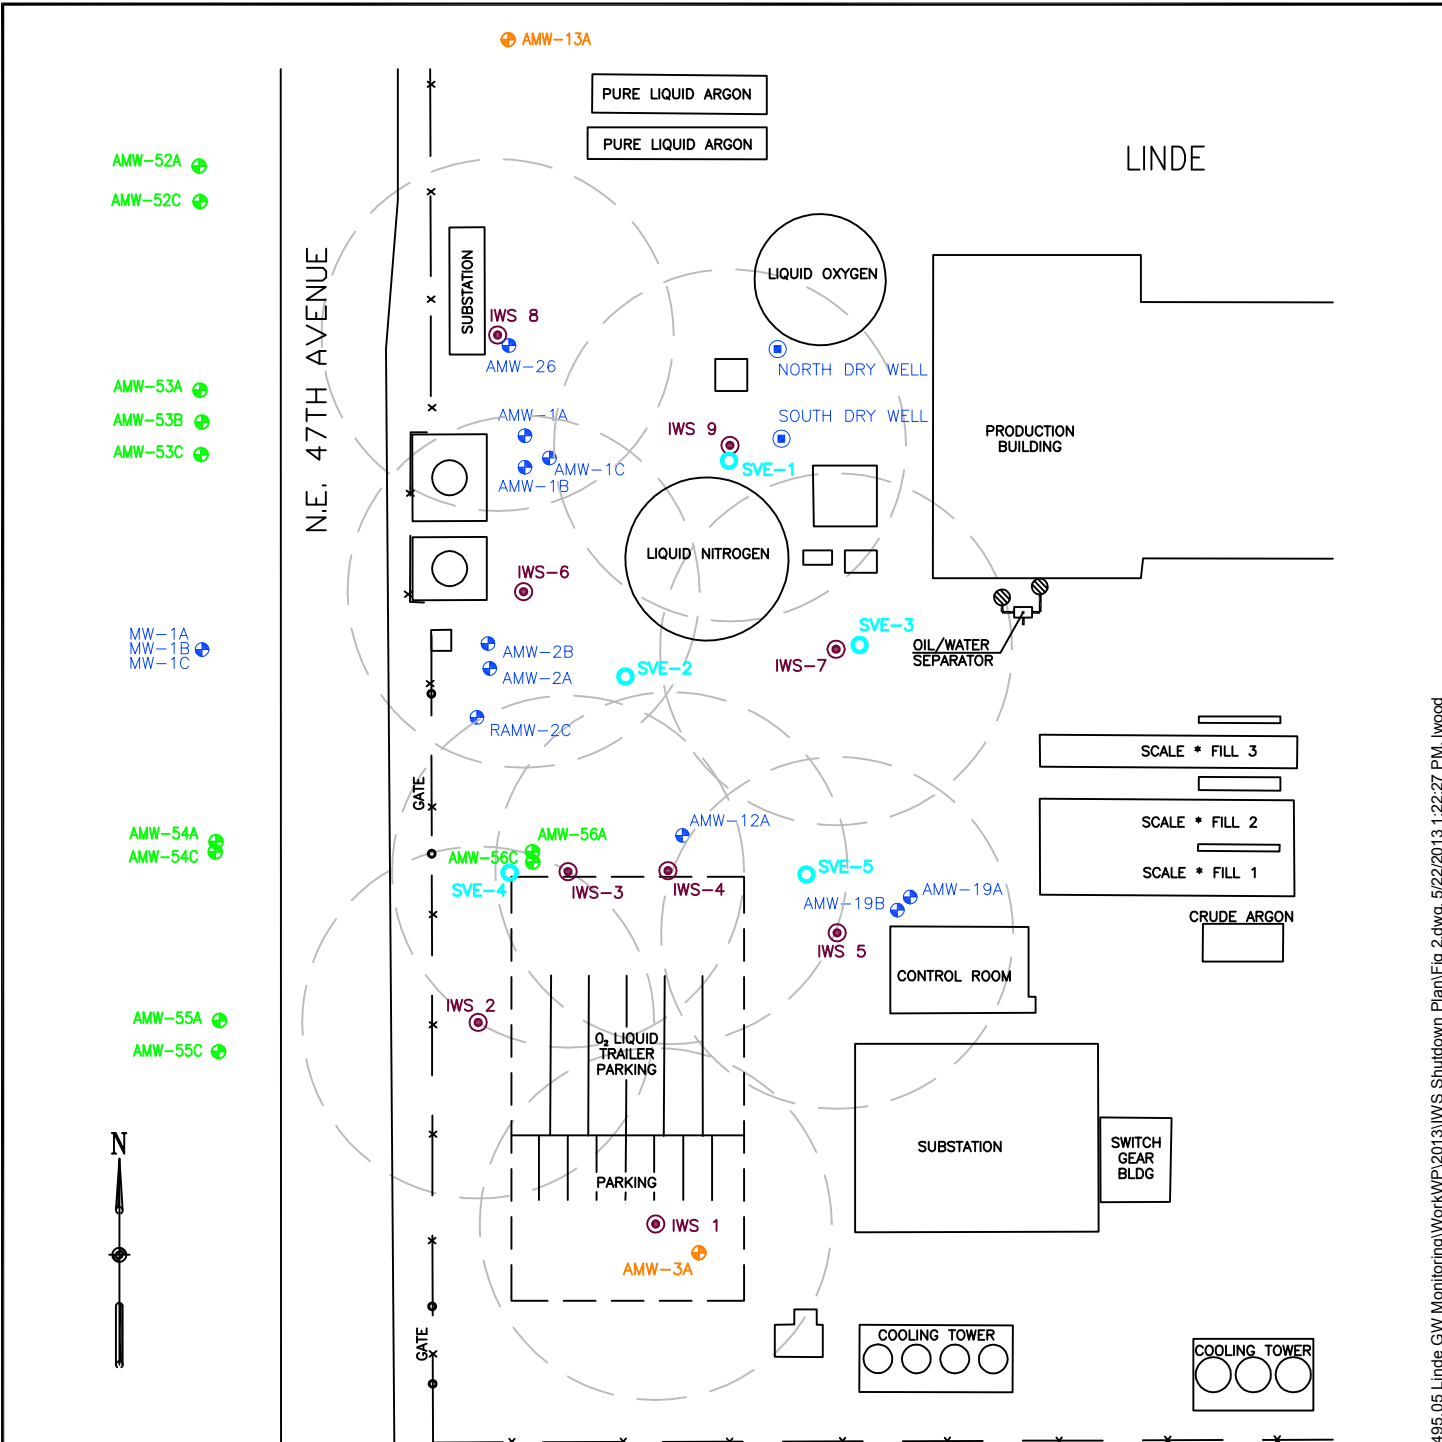 AMW-13A
PURE LIQUID ARGON
PURE LIQUID ARGON
LINDE
AMW-52A
AMW-52C
N.E. 47TH AVENUE
SUBSTATION
LIQUID OXYGEN
IWS 8
AMW-26
NORTH DRY WELL
AMW-53A
AMW-53B
AMW-53C
AMW-1A
AMW-1C
AMW-1B
SOUTH DRY WELL
IWS 9
SVE-1
PRODUCTION
BUILDING
LIQUID NITROGEN
IWS-6
MW-1A
MW-1B
MW-1C
AMW-2B
AMW-2A
RAMW-2C
SVE-2
SVE-3
IWS-7
OIL/WATER
SEPARATOR
SCALE * FILL 3
SCALE * FILL 2
SCALE * FILL 1
GATE
AMW-54A
AMW-54C
AMW-56A
AMW-56C
SVE-4
IWS-3
AMW-12A
IWS-4
SVE-5
AMW-19A
AMW-19B
IWS 5
CRUDE ARGON
CONTROL ROOM
AMW-55A
AMW-55C
IWS 2
O₂ LIQUID
TRAILER
PARKING
N
PARKING
SUBSTATION
SWITCH
GEAR
BLDG
IWS 1
AMW-3A
GATE
COOLING TOWER
COOLING TOWER
495.05 Linde GW Monitoring\WorkWP\2013\IWS Shutdown Plan\Fig 2.dwg, 5/22/2013 1:22:27 PM, lwood